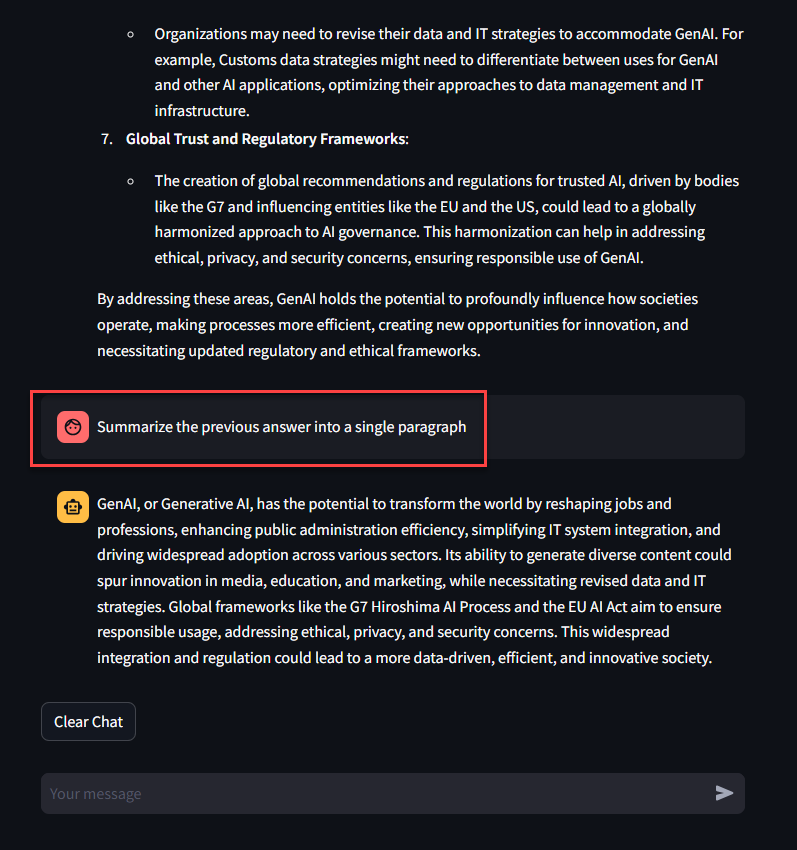 Organizations may need to revise their data and IT strategies to accommodate GenAI. For
example, Customs data strategies might need to differentiate between uses for GenAI
and other AI applications, optimizing their approaches to data management and IT
infrastructure.
7. Global Trust and Regulatory Frameworks:
The creation of global recommendations and regulations for trusted AI, driven by bodies
like the G7 and influencing entities like the EU and the US, could lead to a globally
harmonized approach to AI governance. This harmonization can help in addressing
ethical, privacy, and security concerns, ensuring responsible use of GenAI.
By addressing these areas, GenAI holds the potential to profoundly influence how societies
operate, making processes more efficient, creating new opportunities for innovation, and
necessitating updated regulatory and ethical frameworks.
Summarize the previous answer into a single paragraph
GenAI, or Generative AI, has the potential to transform the world by reshaping jobs and
professions, enhancing public administration efficiency, simplifying IT system integration, and
driving widespread adoption across various sectors. Its ability to generate diverse content could
spur innovation in media, education, and marketing, while necessitating revised data and IT
strategies. Global frameworks like the G7 Hiroshima AI Process and the EU AI Act aim to ensure
responsible usage, addressing ethical, privacy, and security concerns. This widespread
integration and regulation could lead to a more data-driven, efficient, and innovative society.
Clear Chat
Your message